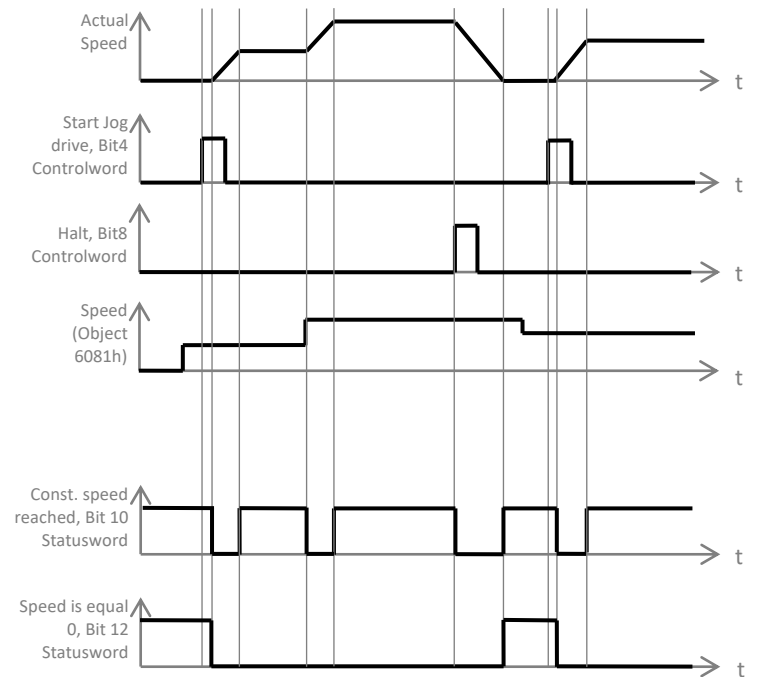 Actual
Speed
t
Start Jog
drive, Bit4
Controlword
t
Halt, Bit8
Controlword
t
Speed
(Object
6081h)
t
Const. speed
reached, Bit 10
Statusword
t
Speed is equal
0, Bit 12
Statusword
t